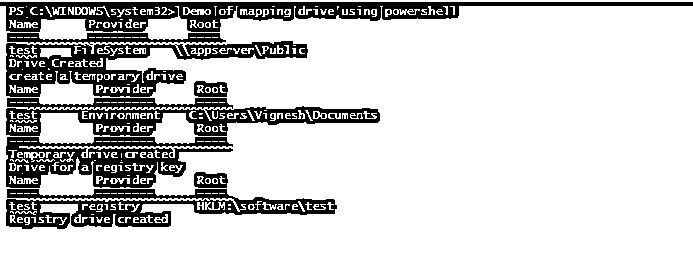 PS C:\WINDOWS\system32> Demo of mapping drive using powershell
Name Provider Root
==== ======== ====
test FileSystem \\appserver\Public
Drive Created
create a temporary drive
Name Provider Root
==== ======== ====
test Environment C:\Users\Vignesh\Documents
Name Provider Root
==== ======== ====
Temporary drive created
Drive for a registry key
Name Provider Root
==== ======== ====
test registry HKLM:\software\test
Registry drive created